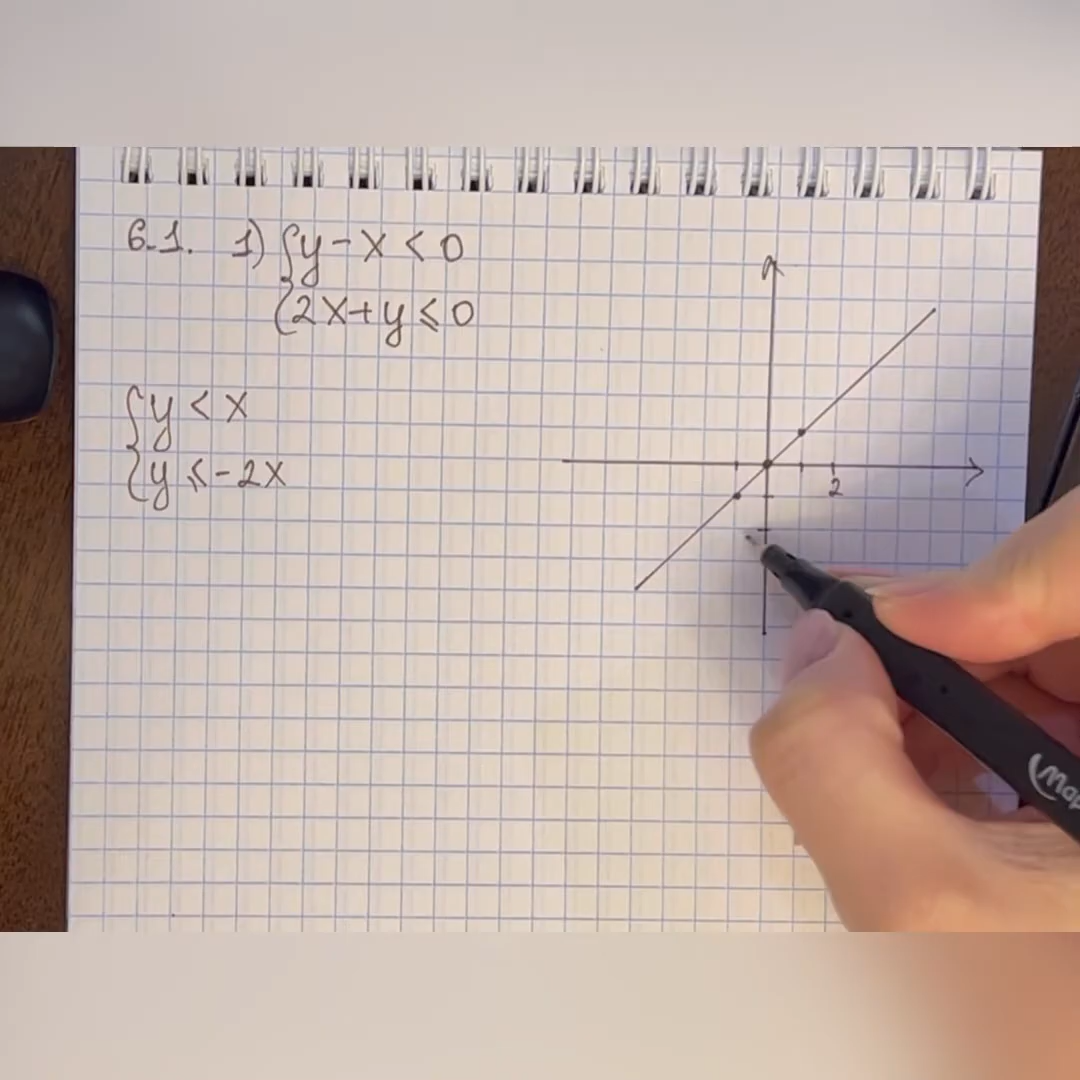 6.1. 1) {y - x < 0
{2x + y ⩽ 0
{y < x
{y ⩽ -2x
2